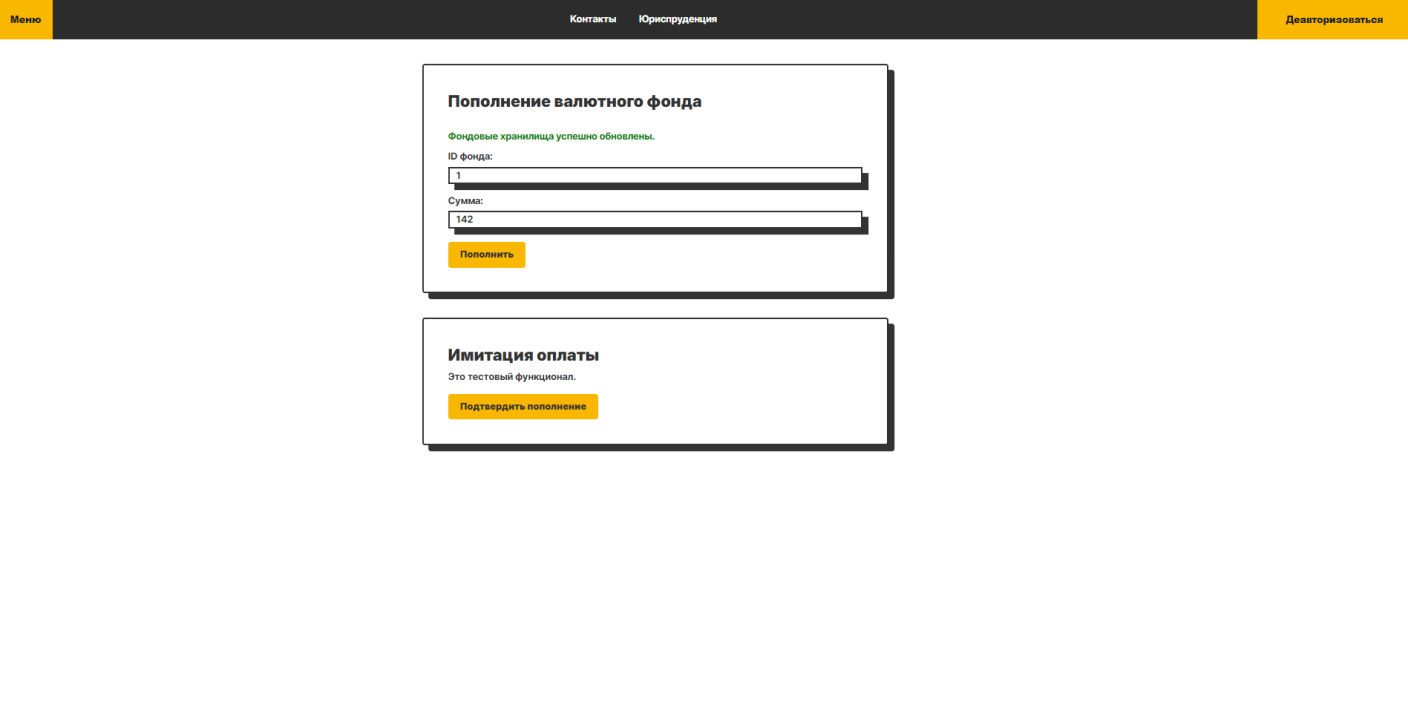 Меню
Контакты
Юриспруденция
Деавторизоваться
Пополнение валютного фонда
Фондовые хранилища успешно обновлены.
ID фонда:
1
Сумма:
142
Пополнить
Имитация оплаты
Это тестовый функционал.
Подтвердить пополнение